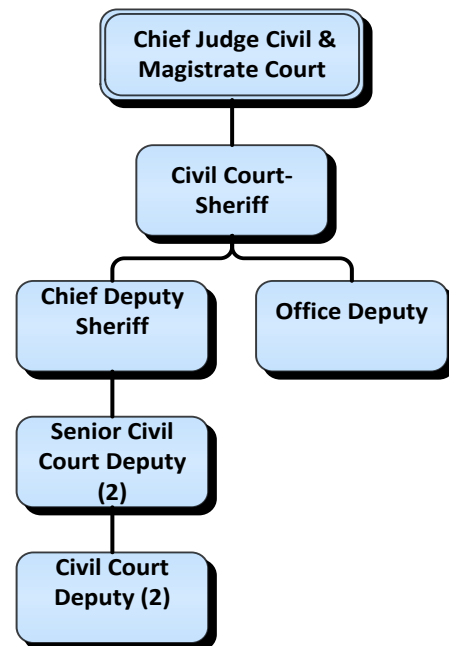 Chief Judge Civil &
Magistrate Court
Civil Court-
Sheriff
Chief Deputy
Sheriff
Office Deputy
Senior Civil
Court Deputy
(2)
Civil Court
Deputy (2)